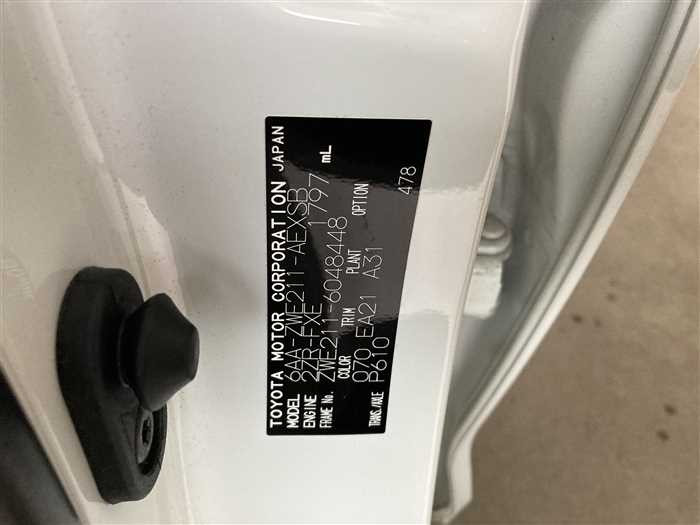 TOYOTA MOTOR CORPORATION JAPAN
MODEL 6AA-ZWE211-AEXSB
ENGINE 2ZR-FXE 1797 mL
FRAME No. ZWE211-6048448
COLOR TRIM PLANT OPTION
070 EA21 A31 478
TRANS./AXLE P610